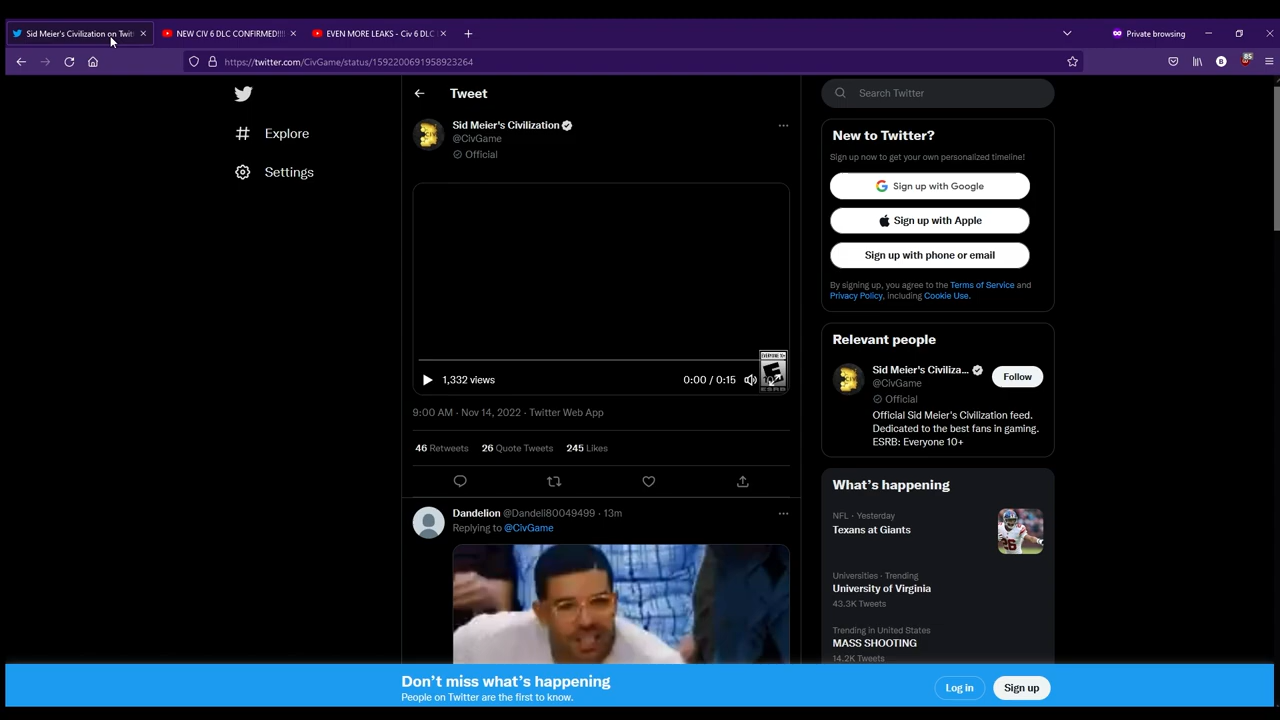 Sid Meier's Civilization on Twit
NEW CIV 6 DLC CONFIRMED!!!!
EVEN MORE LEAKS - Civ 6 DLC
Private browsing
https://twitter.com/CivGame/status/1592200691958923264
85
Explore
Settings
Tweet
Sid Meier's Civilization
@CivGame
Official
EVERYONE 10+
E
ESRB
1,332 views
0:00 / 0:15
9:00 AM · Nov 14, 2022 · Twitter Web App
46 Retweets 26 Quote Tweets 245 Likes
Dandelion @Dandeli80049499 · 13m
Replying to @CivGame
Search Twitter
New to Twitter?
Sign up now to get your own personalized timeline!
Sign up with Google
Sign up with Apple
Sign up with phone or email
By signing up, you agree to the Terms of Service and
Privacy Policy, including Cookie Use.
Relevant people
Sid Meier's Civiliza...
@CivGame
Follow
Official
Official Sid Meier's Civilization feed.
Dedicated to the best fans in gaming.
ESRB: Everyone 10+
What's happening
NFL · Yesterday
Texans at Giants
Universities · Trending
University of Virginia
43.3K Tweets
Trending in United States
MASS SHOOTING
14.2K Tweets
Don't miss what's happening
People on Twitter are the first to know.
Log in
Sign up